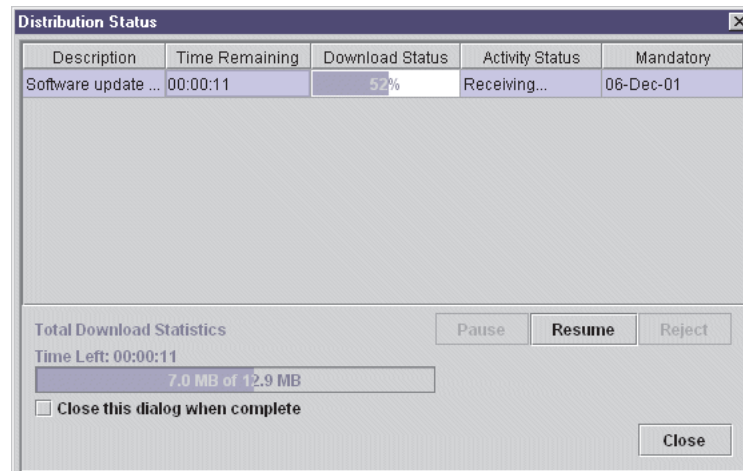 Distribution Status
Description Time Remaining Download Status Activity Status Mandatory
Software update ... 00:00:11 52% Receiving... 06-Dec-01
Total Download Statistics
Pause Resume Reject
Time Left: 00:00:11
7.0 MB of 12.9 MB
Close this dialog when complete
Close